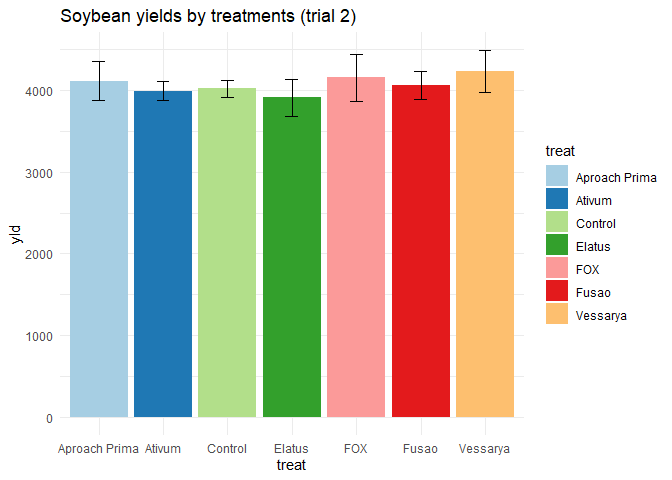 Soybean yields by treatments (trial 2)
yld
4000
3000
2000
1000
0
Aproach Prima Ativum Control Elatus FOX Fusao Vessarya
treat
treat
Aproach Prima
Ativum
Control
Elatus
FOX
Fusao
Vessarya